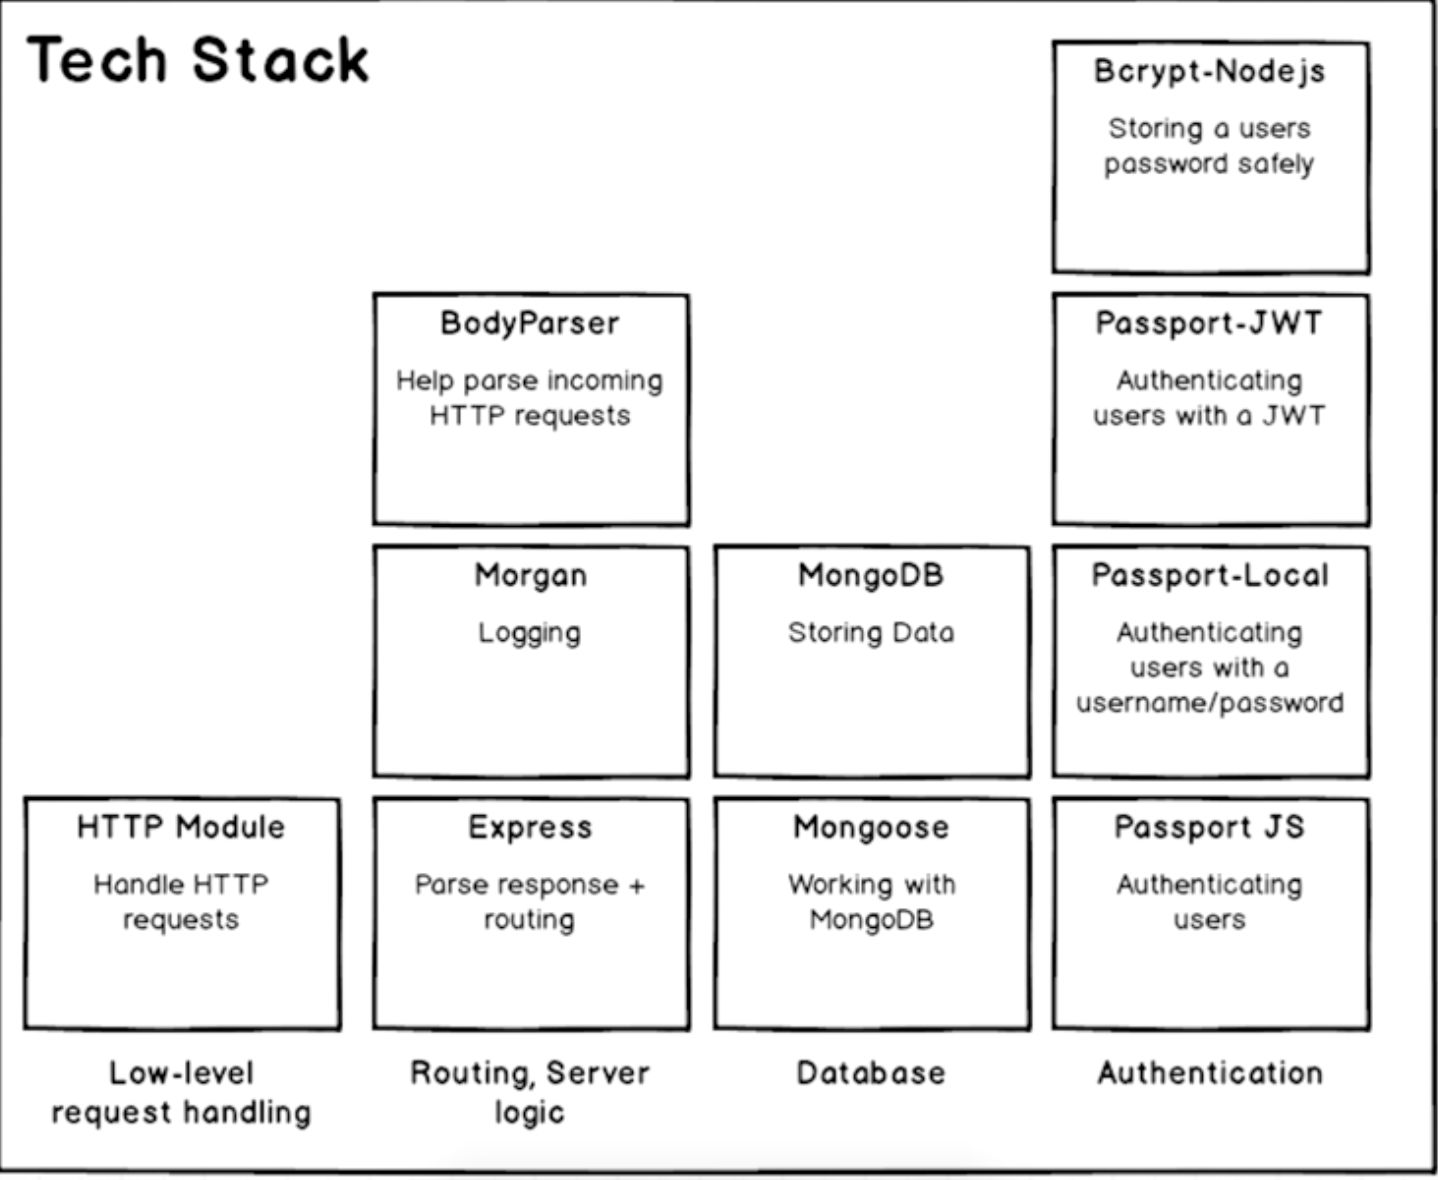 Tech Stack
Bcrypt-Nodejs
Storing a users
password safely
BodyParser
Help parse incoming
HTTP requests
Passport-JWT
Authenticating
users with a JWT
Morgan
Logging
MongoDB
Storing Data
Passport-Local
Authenticating
users with a
username/password
HTTP Module
Handle HTTP
requests
Express
Parse response +
routing
Mongoose
Working with
MongoDB
Passport JS
Authenticating
users
Low-level
request handling
Routing, Server
logic
Database
Authentication